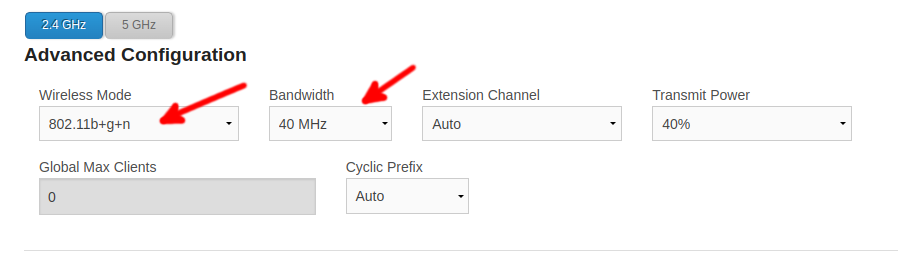 2.4 GHz 5 GHz
Advanced Configuration
Wireless Mode Bandwidth Extension Channel Transmit Power
802.11b+g+n 40 MHz Auto 40%
Global Max Clients Cyclic Prefix
0 Auto